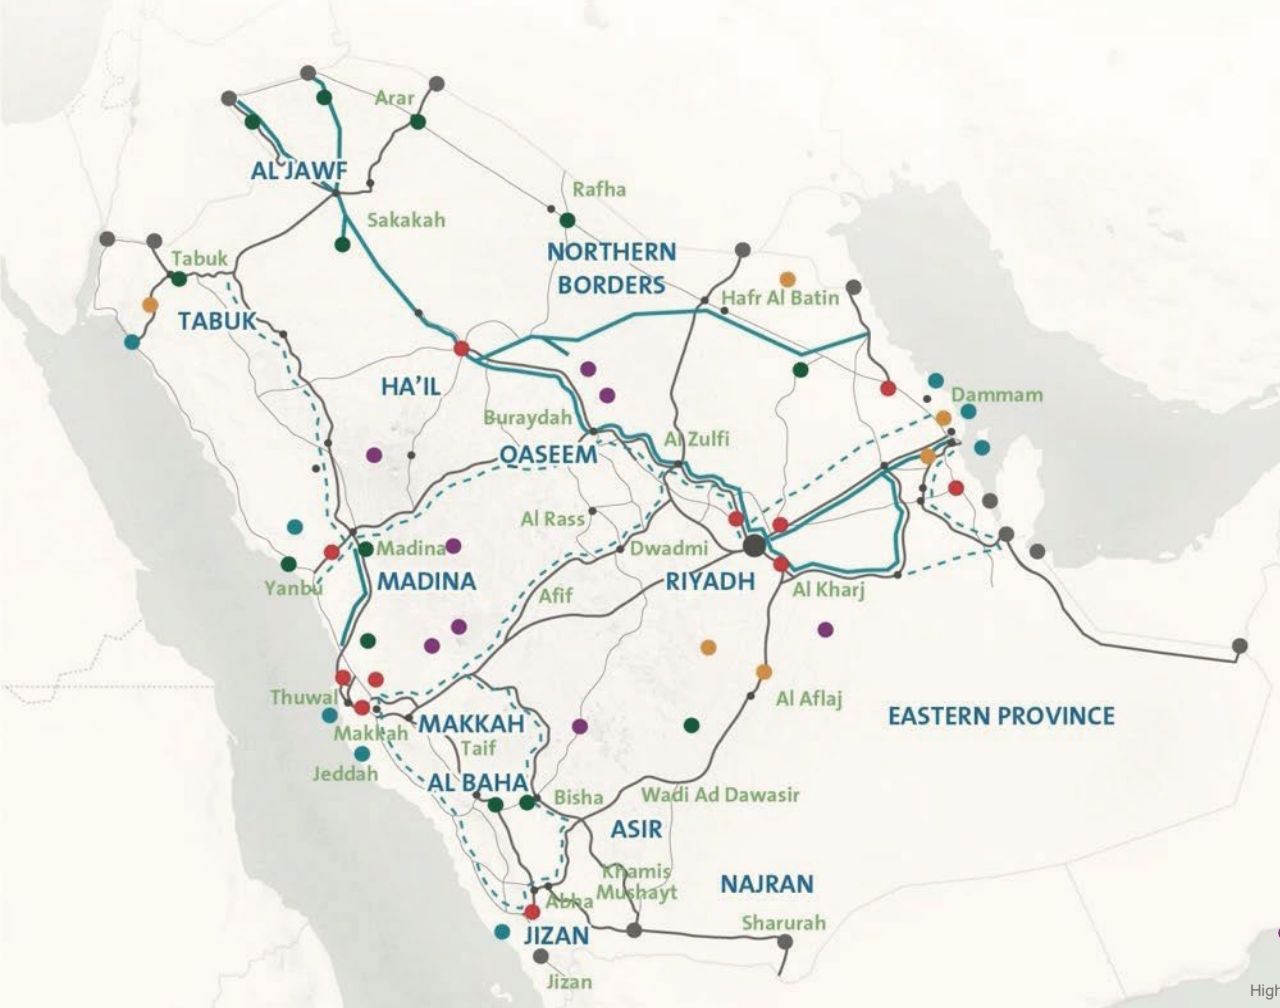 Arar
AL JAWF
Rafha
Sakakah
NORTHERN
BORDERS
Tabuk
Hafr Al Batin
TABUK
HA'IL
Dammam
Buraydah
Al Zulfi
QASEEM
Al Rass
Madina
Dwadmi
Yanbu
MADINA
RIYADH
Al Kharj
Afif
Thuwal
Al Aflaj
EASTERN PROVINCE
MAKKAH
Makkah
Taif
Jeddah
AL BAHA
Bisha
Wadi Ad Dawasir
ASIR
Khamis
Mushayt
NAJRAN
Abha
Sharurah
JIZAN
Jizan
High